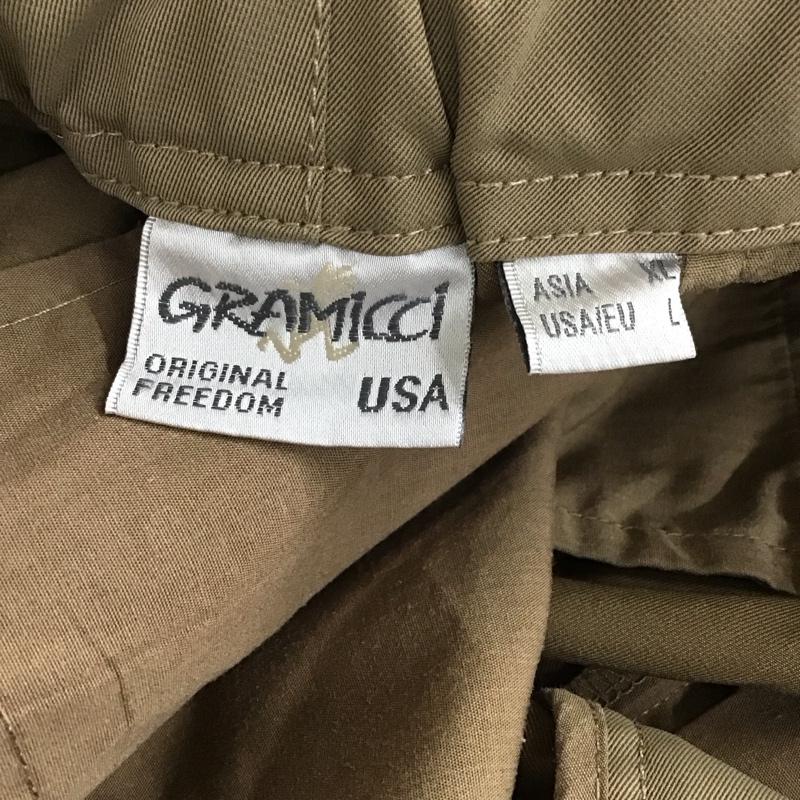 GRAMICCI
ORIGINAL
FREEDOM USA
ASIA XL
USA/EU L